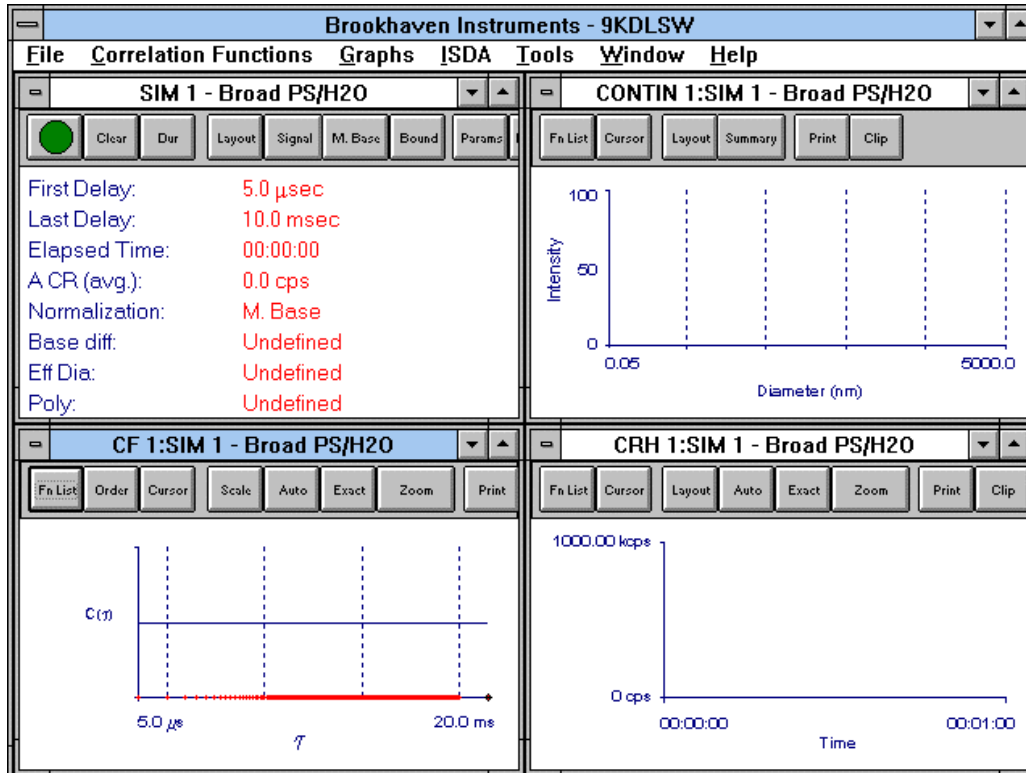 Brookhaven Instruments - 9KDLSW
File Correlation Functions Graphs ISDA Tools Window Help
SIM 1 - Broad PS/H2O
Clear Dur Layout Signal M. Base Bound Params
First Delay: 5.0 μsec
Last Delay: 10.0 msec
Elapsed Time: 00:00:00
A CR (avg.): 0.0 cps
Normalization: M. Base
Base diff: Undefined
Eff Dia: Undefined
Poly: Undefined
CONTIN 1:SIM 1 - Broad PS/H2O
Fn List Cursor Layout Summary Print Clip
100
Intensity
50
0
0.05 5000.0
Diameter (nm)
CF 1:SIM 1 - Broad PS/H2O
Fn List Order Cursor Scale Auto Exact Zoom Print
C(τ)
5.0 μs 20.0 ms
τ
CRH 1:SIM 1 - Broad PS/H2O
Fn List Cursor Layout Auto Exact Zoom Print Clip
1000.00 kcps
0 cps
00:00:00 00:01:00
Time